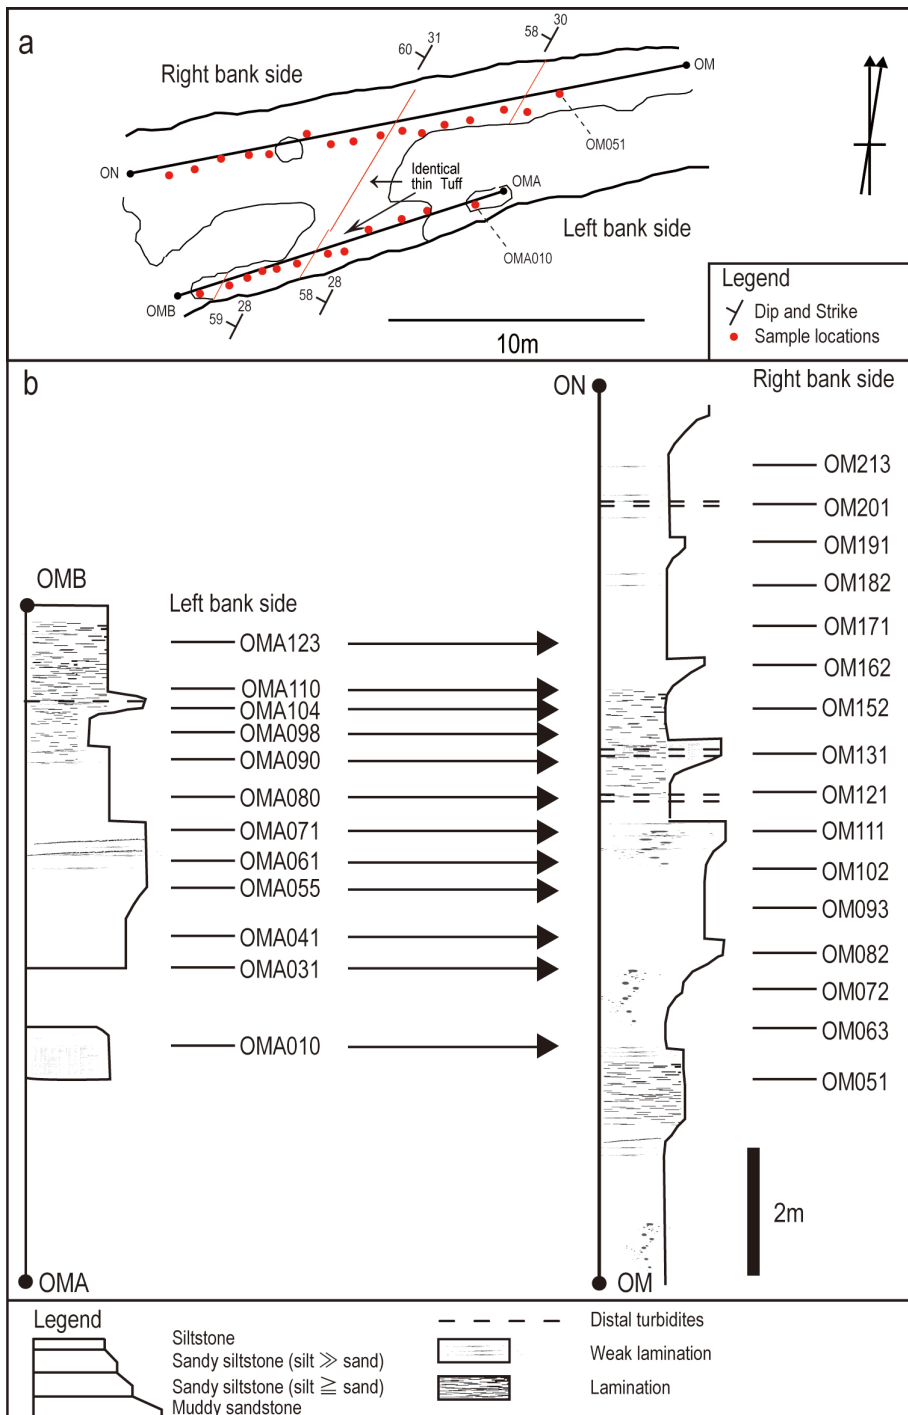 a
Right bank side
60
31
58
30
OM
ON
OM051
Identical
thin Tuff
OMA
Left bank side
OMA010
OMB
59
28
58
28
10m
Legend
Dip and Strike
Sample locations
b
ON
Right bank side
OM213
OM201
OM191
OM182
OM171
OM162
OM152
OM131
OM121
OM111
OM102
OM093
OM082
OM072
OM063
OM051
OMB
Left bank side
OMA123
OMA110
OMA104
OMA098
OMA090
OMA080
OMA071
OMA061
OMA055
OMA041
OMA031
OMA010
2m
OMA
OM
Legend
Siltstone
Sandy siltstone (silt ≫ sand)
Sandy siltstone (silt ≧ sand)
Muddy sandstone
Distal turbidites
Weak lamination
Lamination